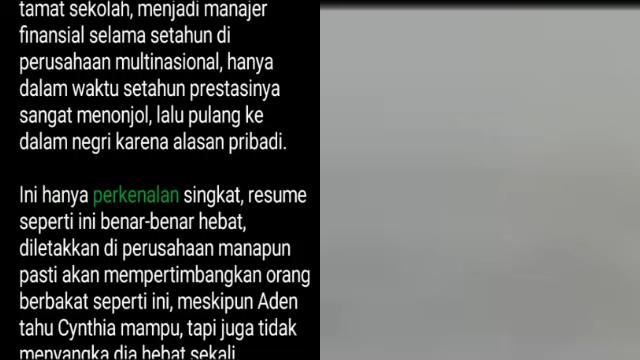 tamat sekolah, menjadi manajer
finansial selama setahun di
perusahaan multinasional, hanya
dalam waktu setahun prestasinya
sangat menonjol, lalu pulang ke
dalam negri karena alasan pribadi.
Ini hanya perkenalan singkat, resume
seperti ini benar-benar hebat,
diletakkan di perusahaan manapun
pasti akan mempertimbangkan orang
berbakat seperti ini, meskipun Aden
tahu Cynthia mampu, tapi juga tidak
menyangka dia hebat sekali